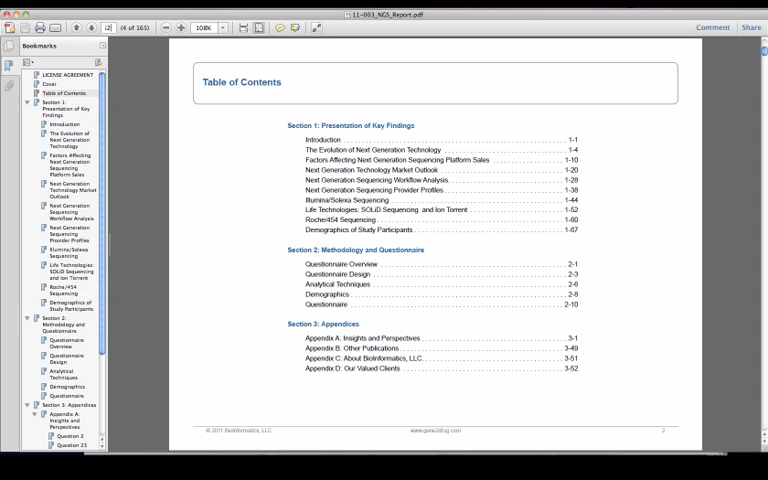 11-003_NGS_Report.pdf
(4 of 165)
108%
Comment
Share
Bookmarks
LICENSE AGREEMENT
Cover
Table of Contents
Section 1:
Presentation of Key
Findings
Introduction
The Evolution of
Next Generation
Technology
Factors Affecting
Next Generation
Sequencing
Platform Sales
Next Generation
Technology Market
Outlook
Next Generation
Sequencing
Workflow Analysis
Next Generation
Sequencing
Provider Profiles
Illumina/Solexa
Sequencing
Life Technologies:
SOLiD Sequencing
and Ion Torrent
Roche/454
Sequencing
Demographics of
Study Participants
Section 2:
Methodology and
Questionnaire
Questionnaire
Overview
Questionnaire
Design
Analytical
Techniques
Demographics
Questionnaire
Section 3: Appendices
Appendix A:
Insights and
Perspectives
Question 2
Question 23
Table of Contents
Section 1: Presentation of Key Findings
Introduction 1-1
The Evolution of Next Generation Technology 1-4
Factors Affecting Next Generation Sequencing Platform Sales 1-10
Next Generation Technology Market Outlook 1-20
Next Generation Sequencing Workflow Analysis 1-28
Next Generation Sequencing Provider Profiles 1-38
Illumina/Solexa Sequencing 1-44
Life Technologies: SOLiD Sequencing and Ion Torrent 1-52
Roche/454 Sequencing 1-60
Demographics of Study Participants 1-67
Section 2: Methodology and Questionnaire
Questionnaire Overview 2-1
Questionnaire Design 2-3
Analytical Techniques 2-6
Demographics 2-8
Questionnaire 2-10
Section 3: Appendices
Appendix A: Insights and Perspectives 3-1
Appendix B: Other Publications 3-49
Appendix C: About BioInformatics, LLC 3-51
Appendix D: Our Valued Clients 3-52
© 2011 BioInformatics, LLC
www.gene2drug.com
2